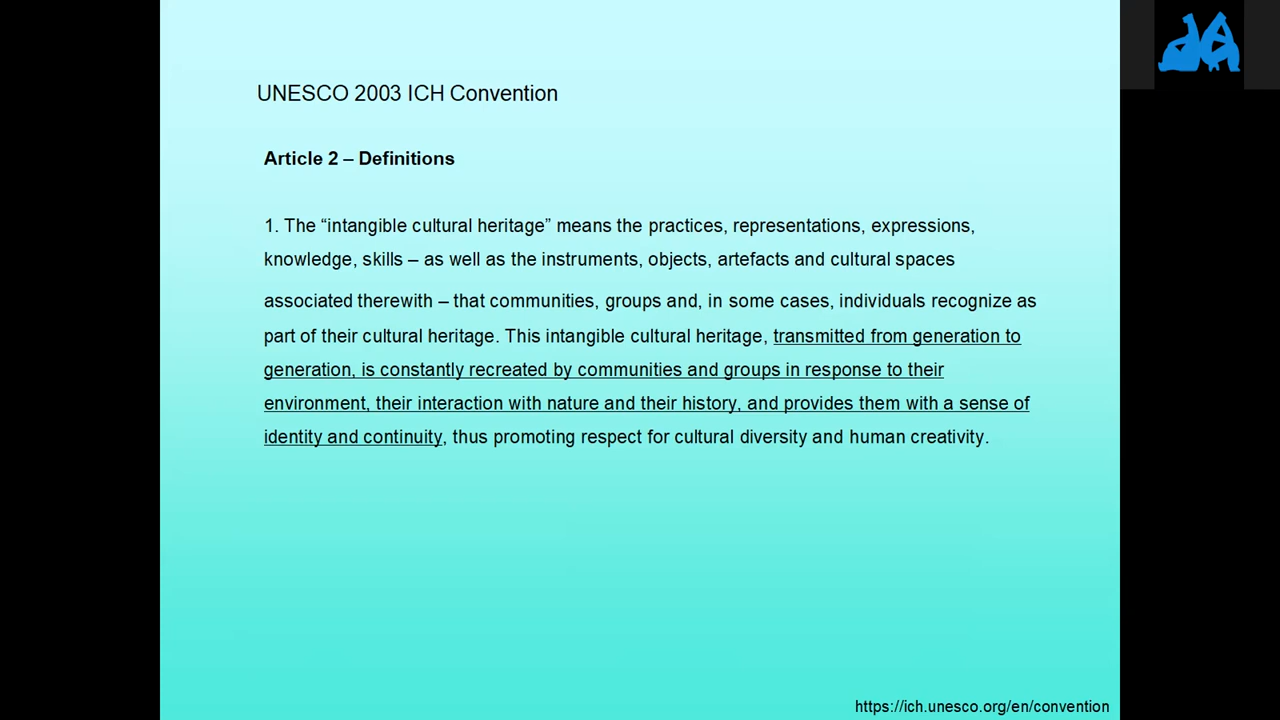 UNESCO 2003 ICH Convention
Article 2 – Definitions
1. The “intangible cultural heritage” means the practices, representations, expressions,
knowledge, skills – as well as the instruments, objects, artefacts and cultural spaces
associated therewith – that communities, groups and, in some cases, individuals recognize as
part of their cultural heritage. This intangible cultural heritage, transmitted from generation to
generation, is constantly recreated by communities and groups in response to their
environment, their interaction with nature and their history, and provides them with a sense of
identity and continuity, thus promoting respect for cultural diversity and human creativity.
https://ich.unesco.org/en/convention